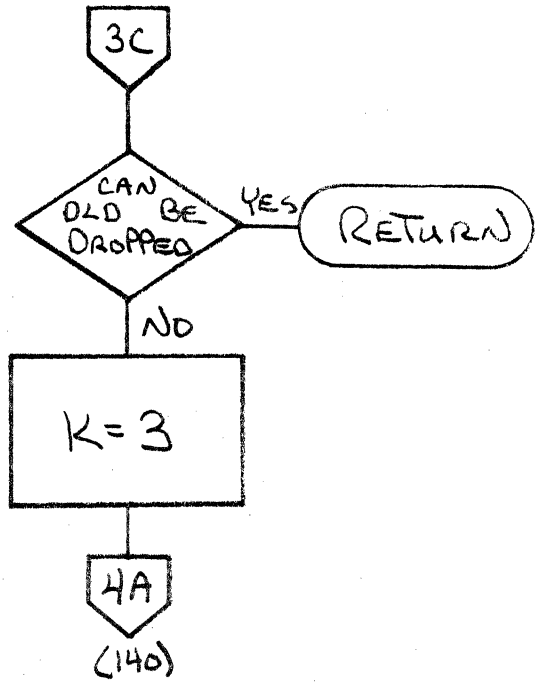 3C
CAN
OLD BE
DROPPED
YES
RETURN
NO
K=3
4A
(140)